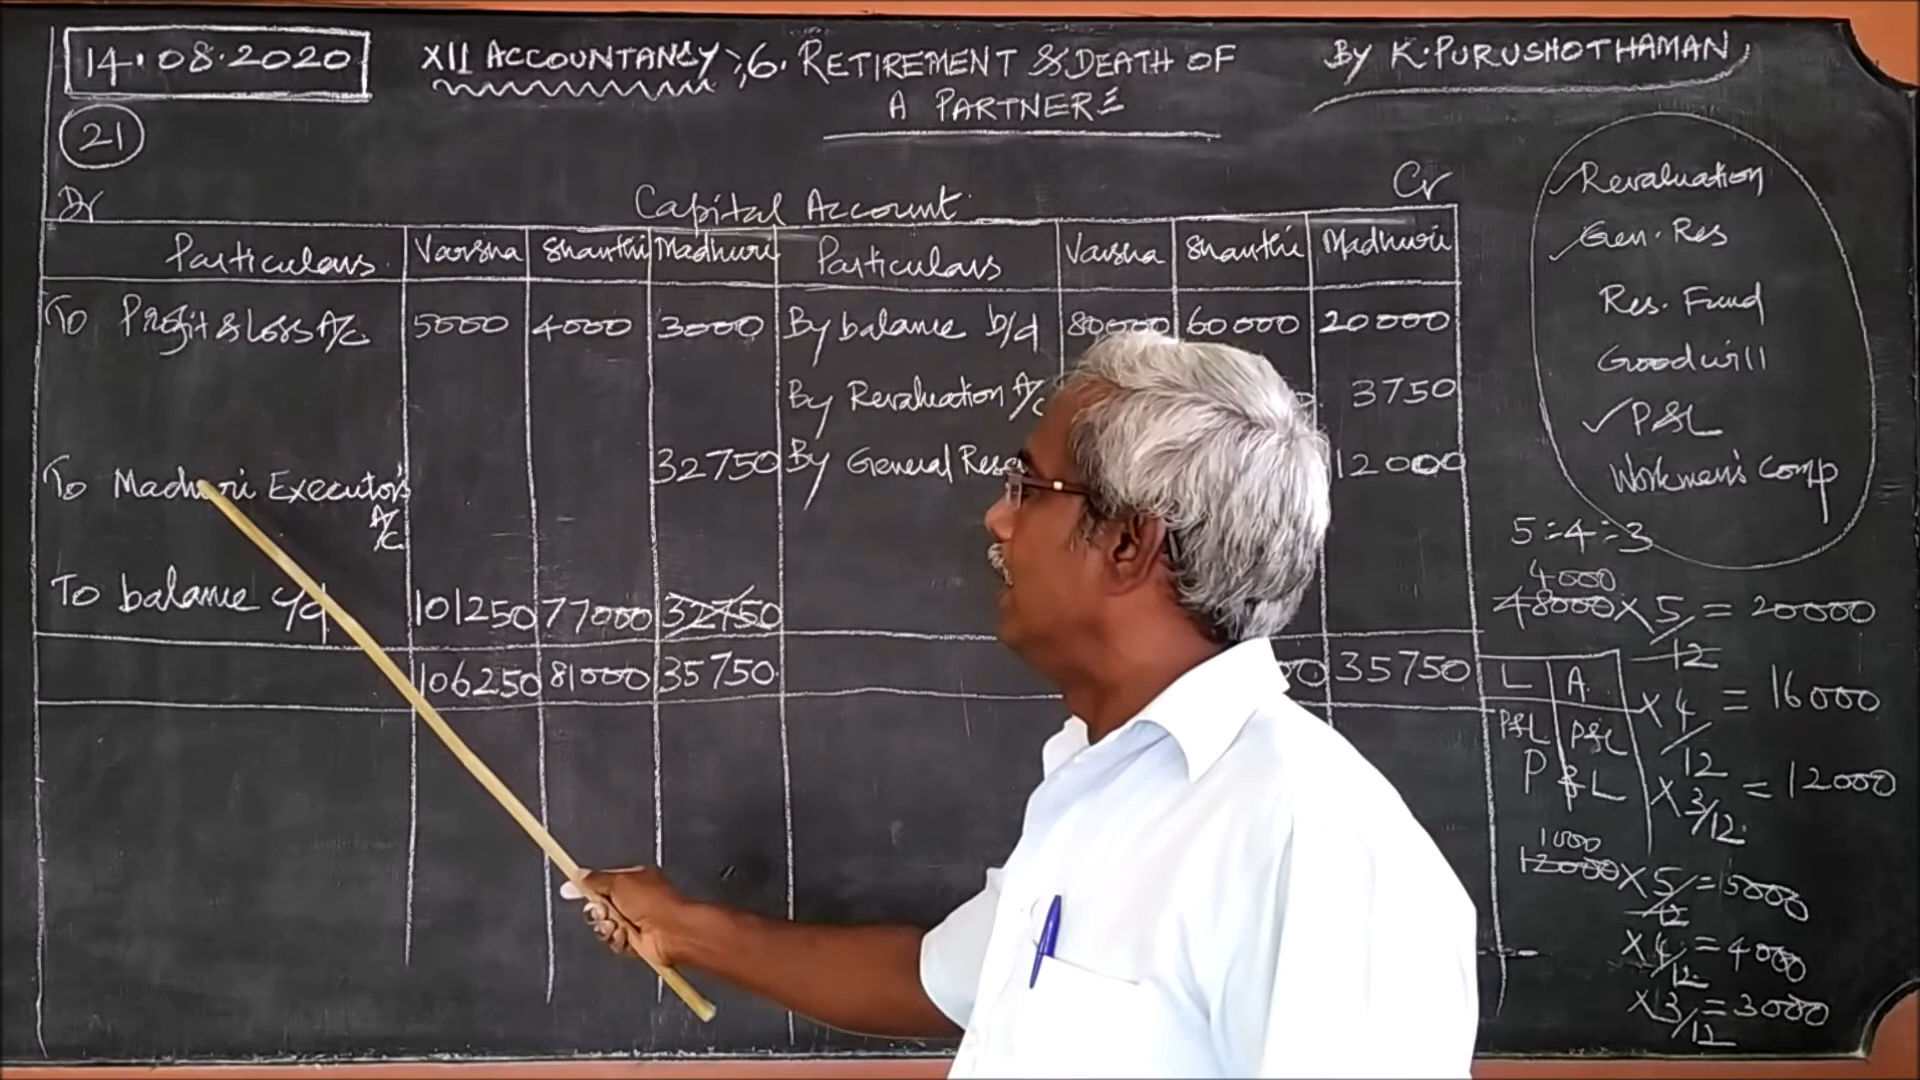 14.08.2020 XII ACCOUNTANCY ; 6. RETIREMENT & DEATH OF A PARTNER By K. PURUSHOTHAMAN
21
Dr Capital Account Cr
Particulars Varsha Shanthi Madhuri Particulars Varsha Shanthi Madhuri
To Profit & Loss A/c 5000 4000 3000 By balance b/d 80000 60000 20000
By Revaluation A/c 3750
32750 By General 12000
To Madhuri Executor's A/c
To balance c/d 101250 77000 32750
106250 81000 35750 35750
Revaluation
Gen. Res
Res. Fund
Goodwill
P&L
Workmen's Comp
5:4:3
4000
48000 x 5/12 = 20000
x 4/12 = 16000
x 3/12 = 12000
L A
P&L P&L
P & L
1000
12000 x 5/12 = 5000
x 4/12 = 4000
x 3/12 = 3000